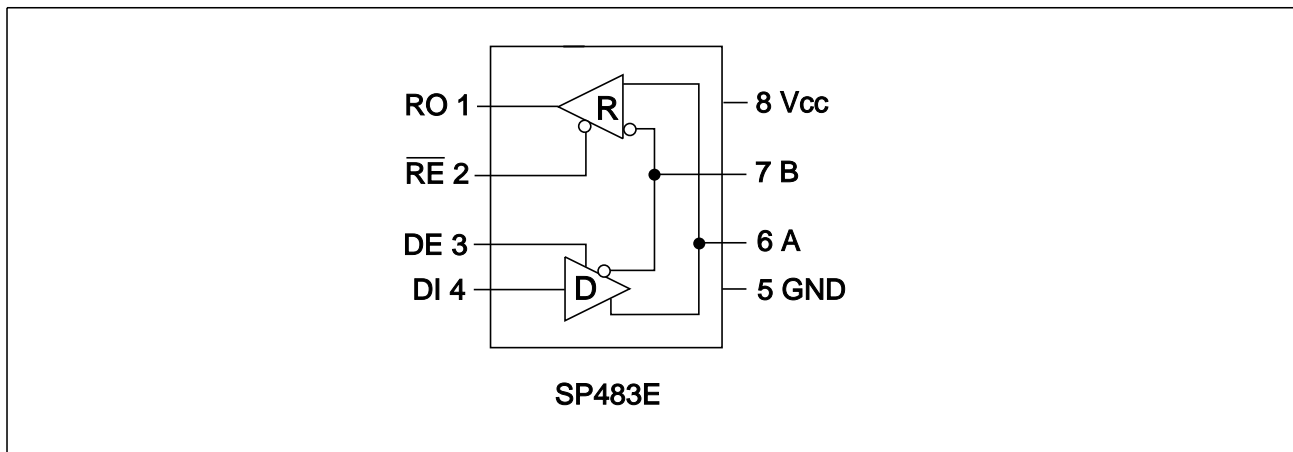 RO 1
R
8 Vcc
RE 2
7 B
DE 3
6 A
DI 4
D
5 GND
SP483E